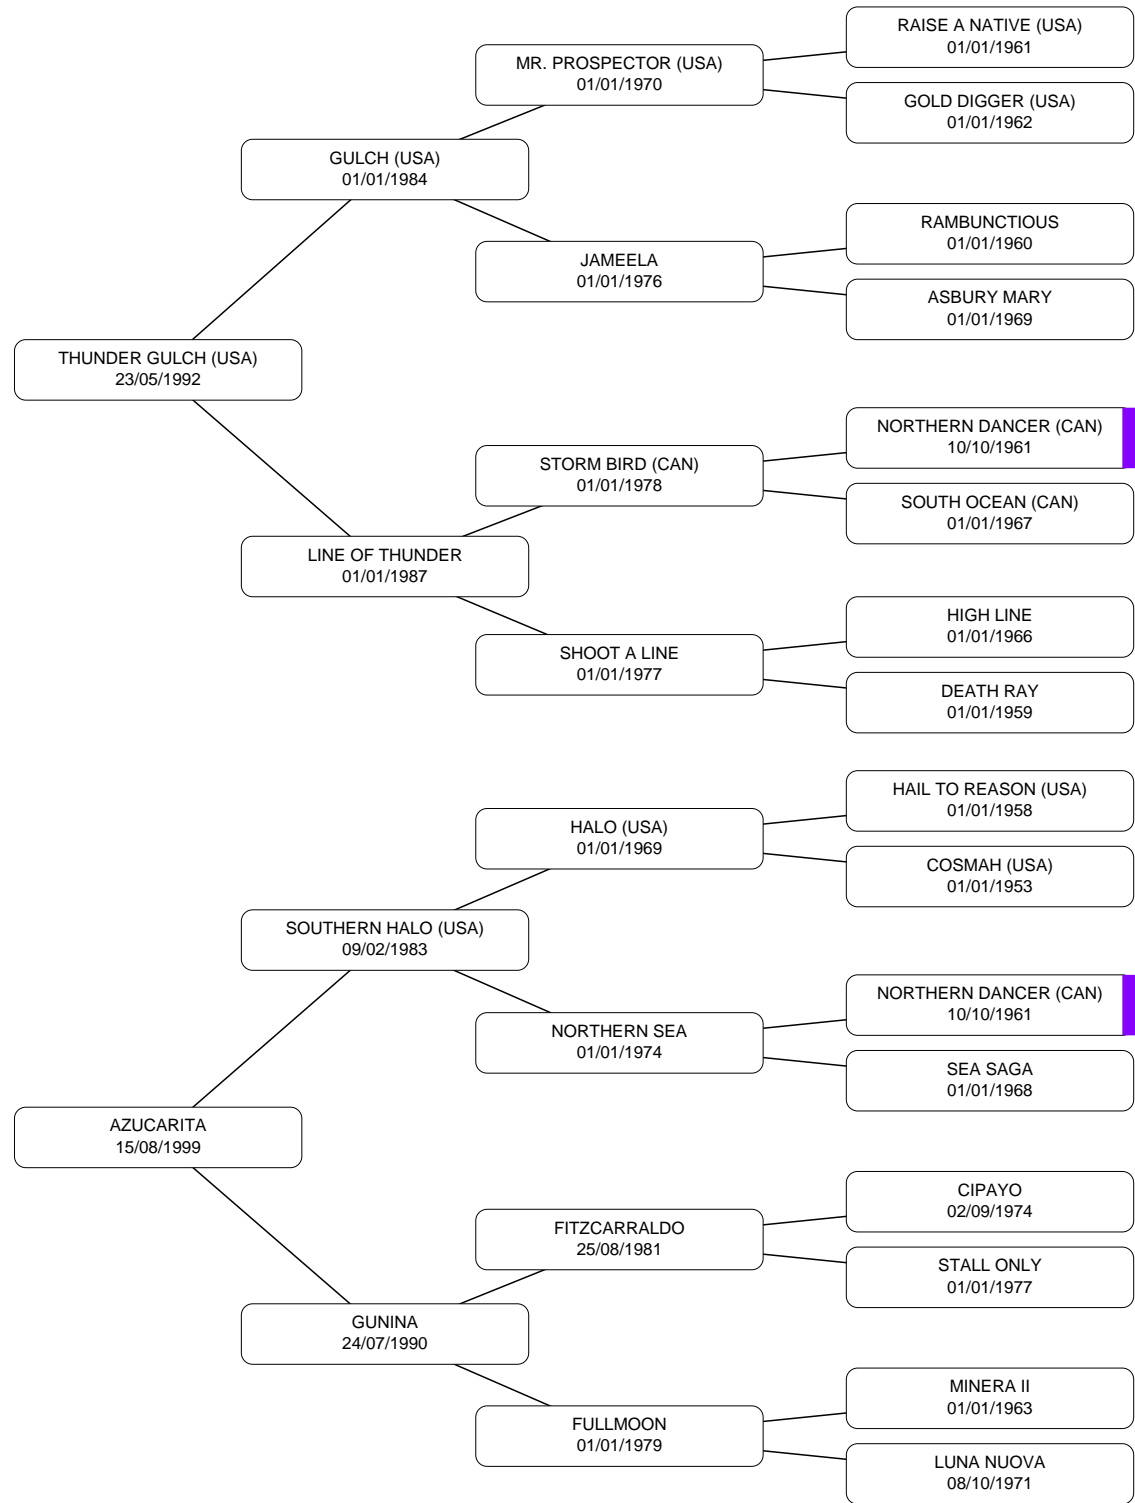 RAISE A NATIVE (USA)
01/01/1961
MR. PROSPECTOR (USA)
01/01/1970
GOLD DIGGER (USA)
01/01/1962
GULCH (USA)
01/01/1984
RAMBUNCTIOUS
01/01/1960
JAMEELA
01/01/1976
ASBURY MARY
01/01/1969
THUNDER GULCH (USA)
23/05/1992
NORTHERN DANCER (CAN)
10/10/1961
STORM BIRD (CAN)
01/01/1978
SOUTH OCEAN (CAN)
01/01/1967
LINE OF THUNDER
01/01/1987
HIGH LINE
01/01/1966
SHOOT A LINE
01/01/1977
DEATH RAY
01/01/1959
HAIL TO REASON (USA)
01/01/1958
HALO (USA)
01/01/1969
COSMAH (USA)
01/01/1953
SOUTHERN HALO (USA)
09/02/1983
NORTHERN DANCER (CAN)
10/10/1961
NORTHERN SEA
01/01/1974
SEA SAGA
01/01/1968
AZUCARITA
15/08/1999
CIPAYO
02/09/1974
FITZCARRALDO
25/08/1981
STALL ONLY
01/01/1977
GUNINA
24/07/1990
MINERA II
01/01/1963
FULLMOON
01/01/1979
LUNA NUOVA
08/10/1971